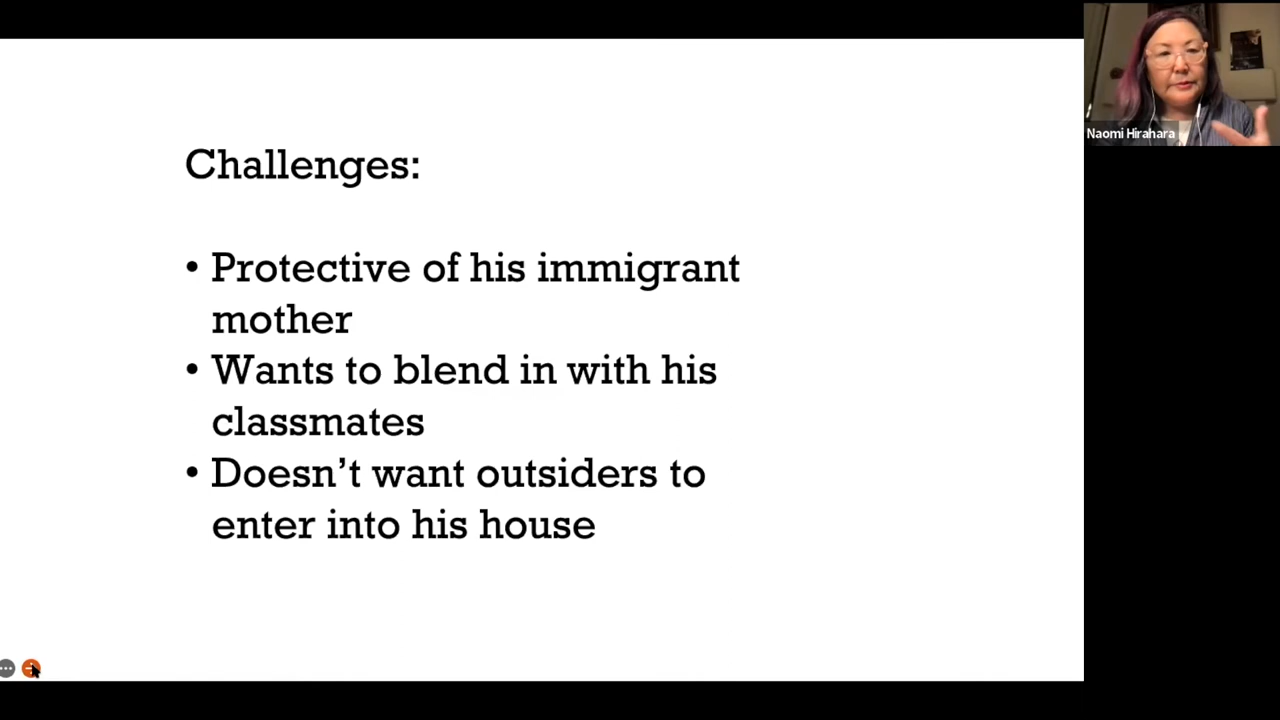 Challenges:
• Protective of his immigrant
mother
• Wants to blend in with his
classmates
• Doesn’t want outsiders to
enter into his house
Naomi Hirahara